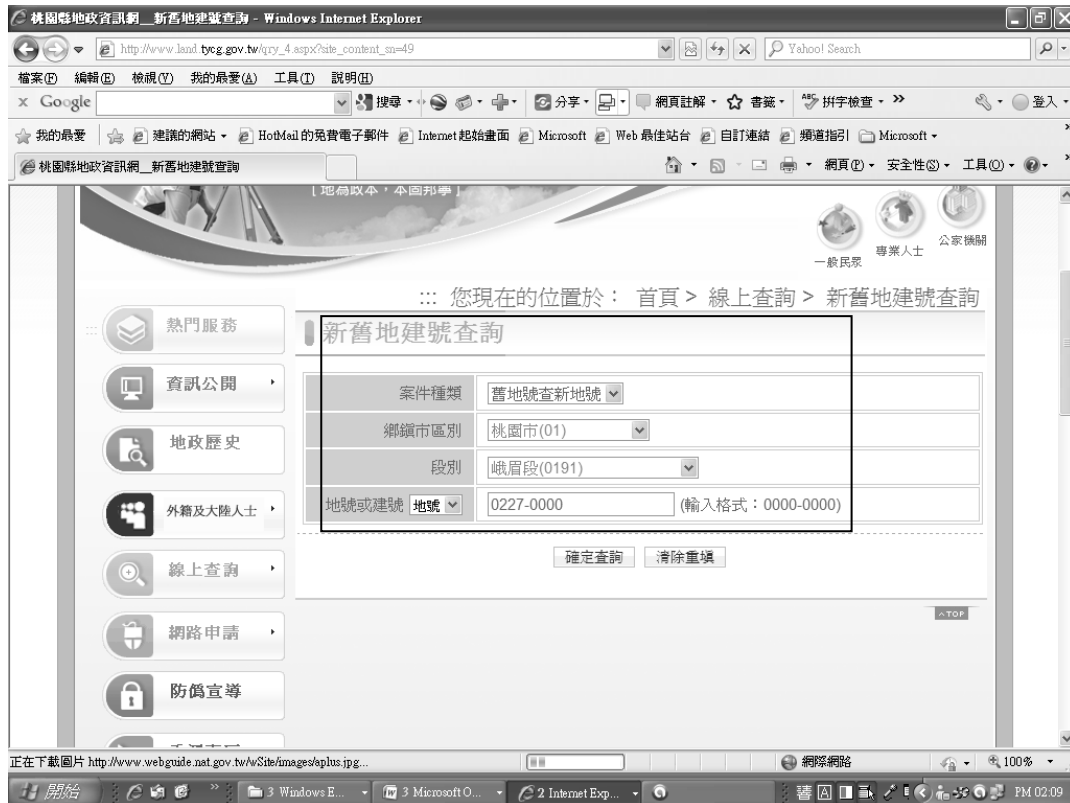 桃園縣地政資訊網__新舊地建號查詢 - Windows Internet Explorer
http://www.land.tycg.gov.tw/qry_4.aspx?site_content_sn=49
Yahoo! Search
檔案(F) 編輯(E) 檢視(V) 我的最愛(A) 工具(T) 說明(H)
x Google 搜尋 分享 網頁註解 書籤 ABC 拼字檢查 » 登入
我的最愛 建議的網站 HotMail 的免費電子郵件 Internet 起始畫面 Microsoft Web 最佳站台 自訂連結 頻道指引 Microsoft
桃園縣地政資訊網__新舊地建號查詢 網頁(P) 安全性(S) 工具(O)
[ 地為政本，本固邦寧 ]
一般民眾 專業人士 公家機關
::: 您現在的位置於： 首頁 > 線上查詢 > 新舊地建號查詢
:::
熱門服務
資訊公開
地政歷史
外籍及大陸人士
線上查詢
網路申請
防偽宣導
新舊地建號查詢
案件種類 舊地號查新地號
鄉鎮市區別 桃園市(01)
段別 峨眉段(0191)
地號或建號 地號 0227-0000 (輸入格式：0000-0000)
確定查詢 清除重填
^TOP
正在下載圖片 http://www.webguide.nat.gov.tw/wSite/images/aplus.jpg... 網際網路 100%
開始 » 3 Windows E... 3 Microsoft O... 2 Internet Exp... PM 02:09